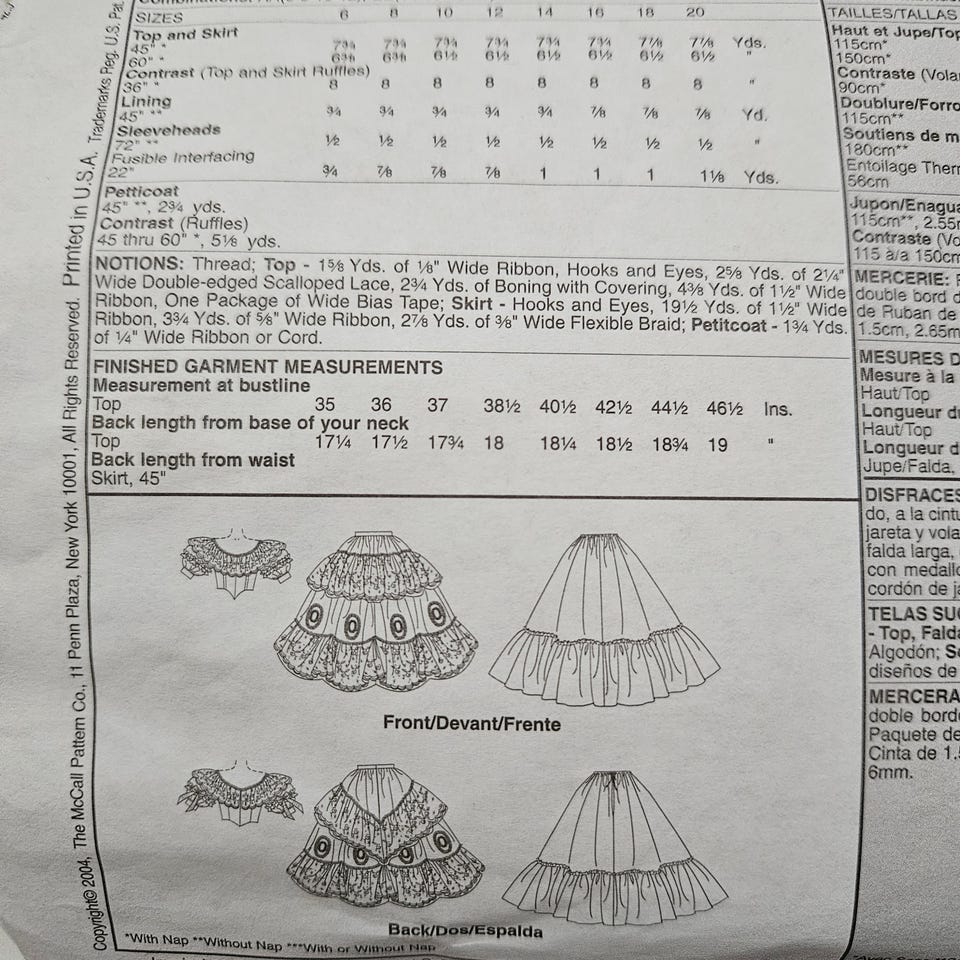 SIZES 6 8 10 12 14 16 18 20
Top and Skirt
45" * 7¾ 7¾ 7¾ 7¾ 7¾ 7¾ 7⅞ 7⅞ Yds.
60" * 6⅜ 6⅜ 6½ 6½ 6½ 6½ 6½ 6½ "
Contrast (Top and Skirt Ruffles)
36" * 8 8 8 8 8 8 8 8 "
Lining
45" ** ¾ ¾ ¾ ¾ ¾ ⅞ ⅞ ⅞ Yd.
Sleeveheads
72" ** ½ ½ ½ ½ ½ ½ ½ ½ "
Fusible Interfacing
22" ¾ ⅞ ⅞ ⅞ 1 1 1 1⅛ Yds.
Petticoat
45" **, 2¾ yds.
Contrast (Ruffles)
45 thru 60" *, 5⅛ yds.
NOTIONS: Thread; Top - 1⅝ Yds. of ⅛" Wide Ribbon, Hooks and Eyes, 2⅝ Yds. of 2¼"
Wide Double-edged Scalloped Lace, 2¾ Yds. of Boning with Covering, 4⅜ Yds. of 1½" Wide
Ribbon, One Package of Wide Bias Tape; Skirt - Hooks and Eyes, 19½ Yds. of 1½" Wide
Ribbon, 3¾ Yds. of ⅝" Wide Ribbon, 2⅞ Yds. of ⅜" Wide Flexible Braid; Petitcoat - 1¾ Yds.
of ¼" Wide Ribbon or Cord.
FINISHED GARMENT MEASUREMENTS
Measurement at bustline
Top 35 36 37 38½ 40½ 42½ 44½ 46½ Ins.
Back length from base of your neck
Top 17¼ 17½ 17¾ 18 18¼ 18½ 18¾ 19 "
Back length from waist
Skirt, 45"
Front/Devant/Frente
Back/Dos/Espalda
*With Nap **Without Nap ***With or Without Nap
Copyright© 2004, The McCall Pattern Co., 11 Penn Plaza, New York 10001, All Rights Reserved. Printed in U.S.A. Trademarks Reg. U.S. Pat.
TAILLES/TALLAS
Haut et Jupe/Top
115cm*
150cm*
Contraste (Vola
90cm*
Doublure/Forro
115cm**
Soutiens de m
180cm**
Entoilage Therm
56cm
Jupon/Enagua
115cm**, 2.55m
Contraste (Vo
115 à/a 150cm
MERCERIE:
double bord d
de Ruban de
1.5cm, 2.65m
MESURES D
Mesure à la
Haut/Top
Longueur d
Haut/Top
Longueur d
Jupe/Falda,
DISFRACES
do, a la cintu
jareta y vola
falda larga,
con medallo
cordón de ja
TELAS SUG
- Top, Falda
Algodón; S
diseños de
MERCERA
doble borde
Paquete de
Cinta de 1.5
6mm.